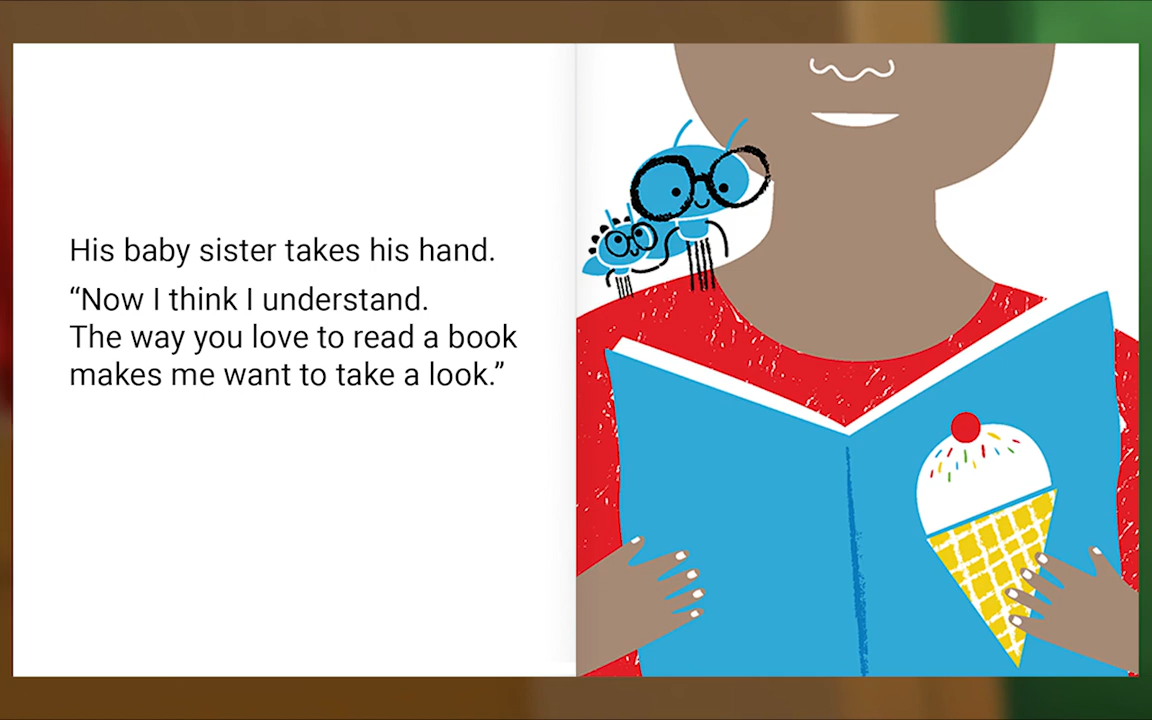 His baby sister takes his hand.
“Now I think I understand.
The way you love to read a book
makes me want to take a look.”